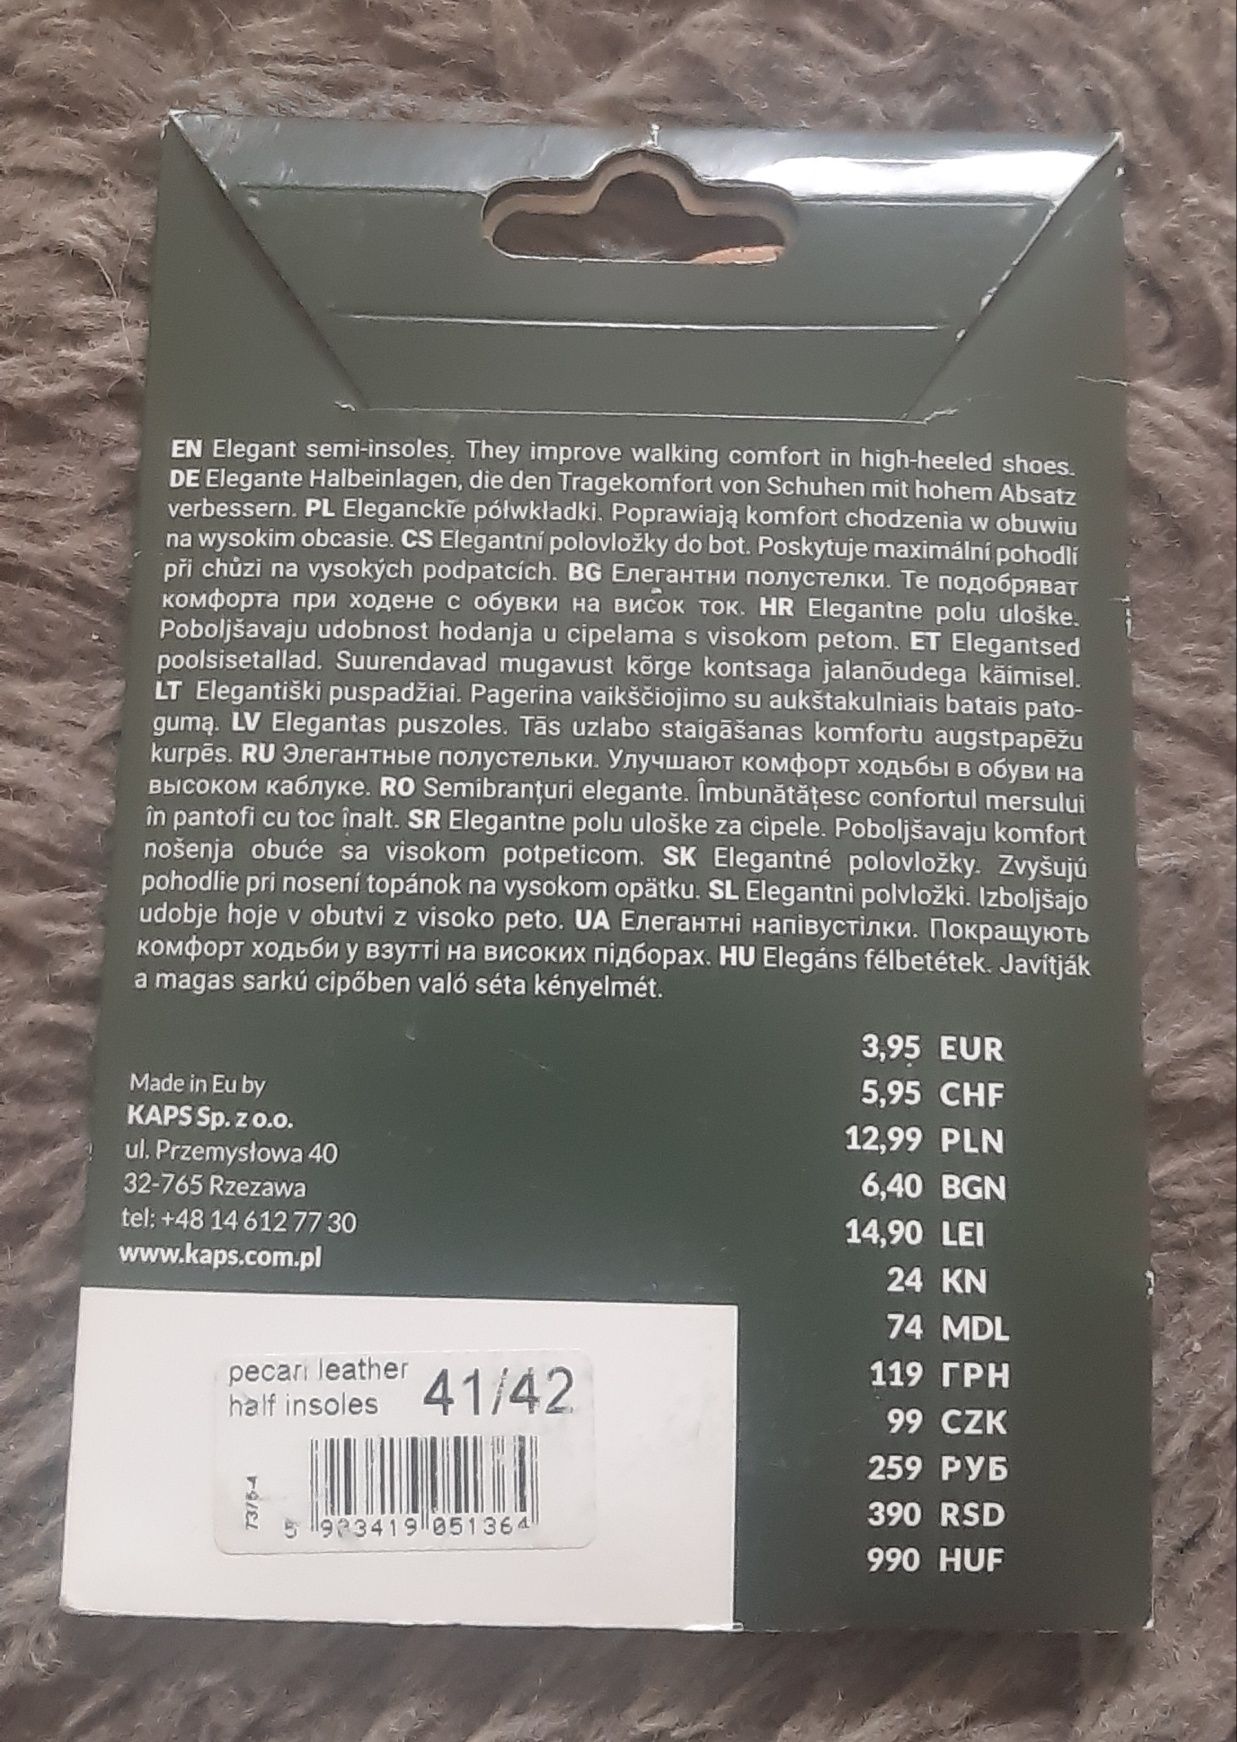 EN Elegant semi-insoles. They improve walking comfort in high-heeled shoes.
DE Elegante Halbeinlagen, die den Tragekomfort von Schuhen mit hohem Absatz
verbessern. PL Eleganckie półwkładki. Poprawiają komfort chodzenia w obuwiu
na wysokim obcasie. CS Elegantní polovložky do bot. Poskytuje maximální pohodlí
při chůzi na vysokých podpatcích. BG Елегантни полустелки. Те подобряват
комфорта при ходене с обувки на висок ток. HR Elegantne polu uloške.
Poboljšavaju udobnost hodanja u cipelama s visokom petom. ET Elegantsed
poolsisetallad. Suurendavad mugavust kõrge kontsaga jalanõudega käimisel.
LT Elegantiški puspadžiai. Pagerina vaikščiojimo su aukštakulniais batais pato-
gumą. LV Elegantas puszoles. Tās uzlabo staigāšanas komfortu augstpapēžu
kurpēs. RU Элегантные полустельки. Улучшают комфорт ходьбы в обуви на
высоком каблуке. RO Semibranțuri elegante. Îmbunătățesc confortul mersului
în pantofi cu toc înalt. SR Elegantne polu uloške za cipele. Poboljšavaju komfort
nošenja obuće sa visokom potpeticom. SK Elegantné polovložky. Zvyšujú
pohodlie pri nosení topánok na vysokom opätku. SL Elegantni polvložki. Izboljšajo
udobje hoje v obutvi z visoko peto. UA Елегантні напівустілки. Покращують
комфорт ходьби у взутті на високих підборах. HU Elegáns félbetétek. Javítják
a magas sarkú cipőben való séta kényelmét.
Made in Eu by
KAPS Sp. z o.o.
ul. Przemysłowa 40
32-765 Rzezawa
tel: +48 14 612 77 30
www.kaps.com.pl
3,95 EUR
5,95 CHF
12,99 PLN
6,40 BGN
14,90 LEI
24 KN
74 MDL
119 ГРН
99 CZK
259 РУБ
390 RSD
990 HUF
pecari leather
half insoles 41/42
5 903419 051364